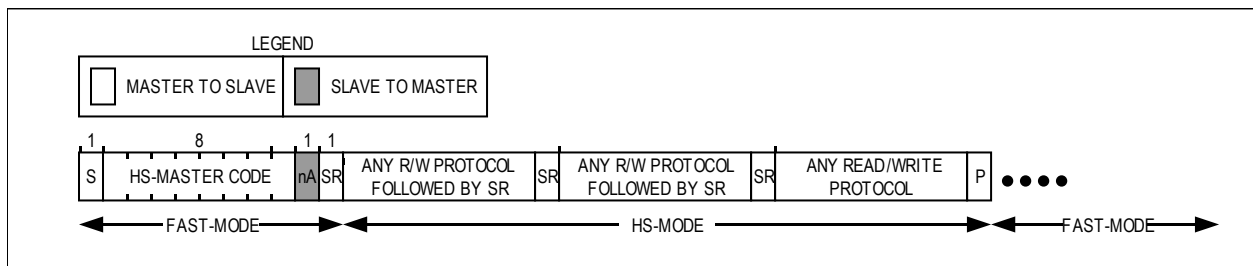 LEGEND
MASTER TO SLAVE
SLAVE TO MASTER
1 8 1 1
S HS-MASTER CODE nA SR ANY R/W PROTOCOL FOLLOWED BY SR SR ANY R/W PROTOCOL FOLLOWED BY SR SR ANY READ/WRITE PROTOCOL P
FAST-MODE HS-MODE FAST-MODE